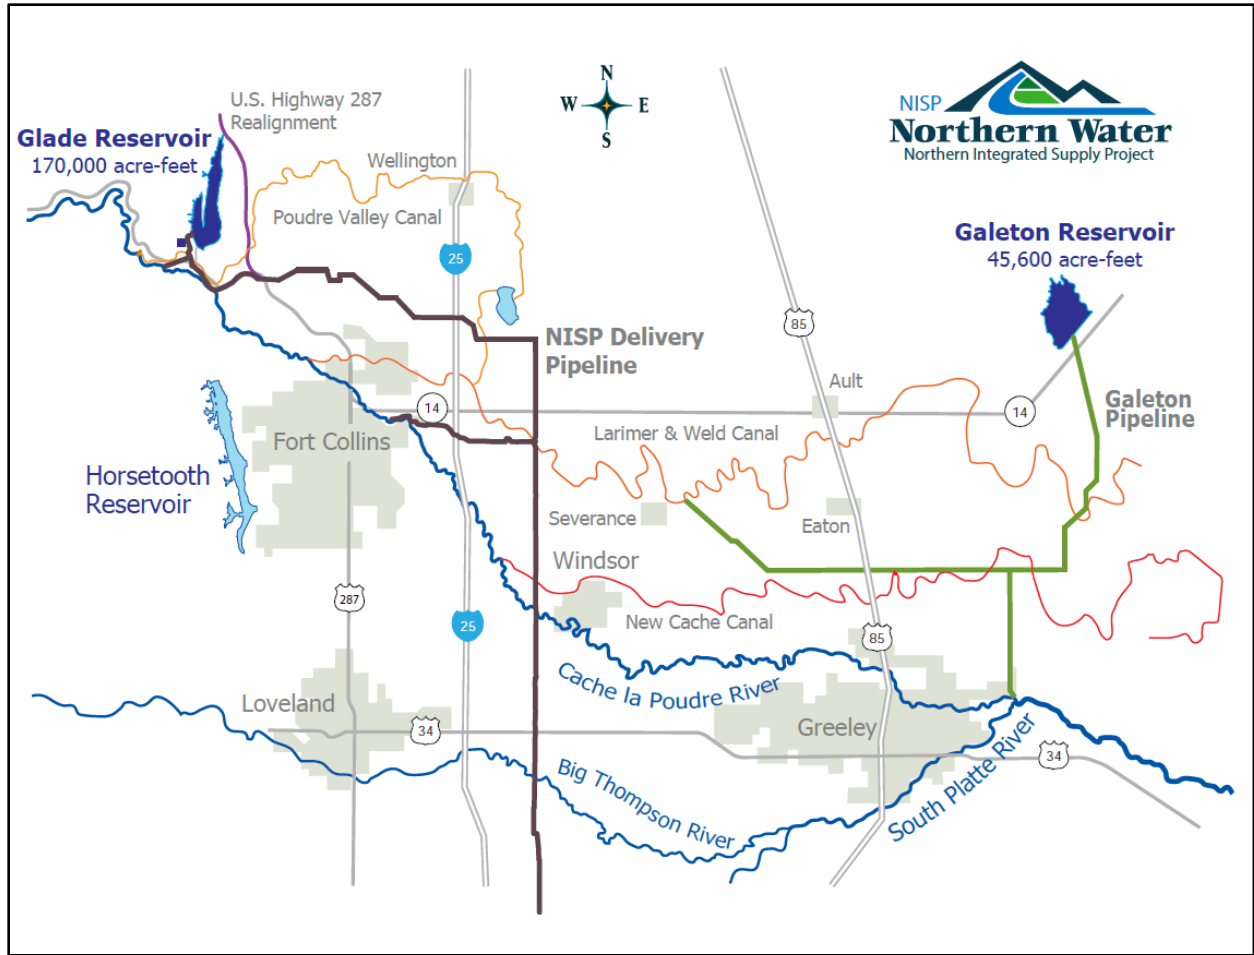 N
W E
S
NISP
Northern Water
Northern Integrated Supply Project
U.S. Highway 287
Realignment
Glade Reservoir
170,000 acre-feet
Wellington
Poudre Valley Canal
25
Galeton Reservoir
45,600 acre-feet
85
NISP Delivery
Pipeline
Ault
14
14
Galeton
Pipeline
Larimer & Weld Canal
Fort Collins
Horsetooth
Reservoir
Severance
Eaton
Windsor
287
25
New Cache Canal
85
Cache la Poudre River
Loveland
34
Greeley
34
Big Thompson River
South Platte River